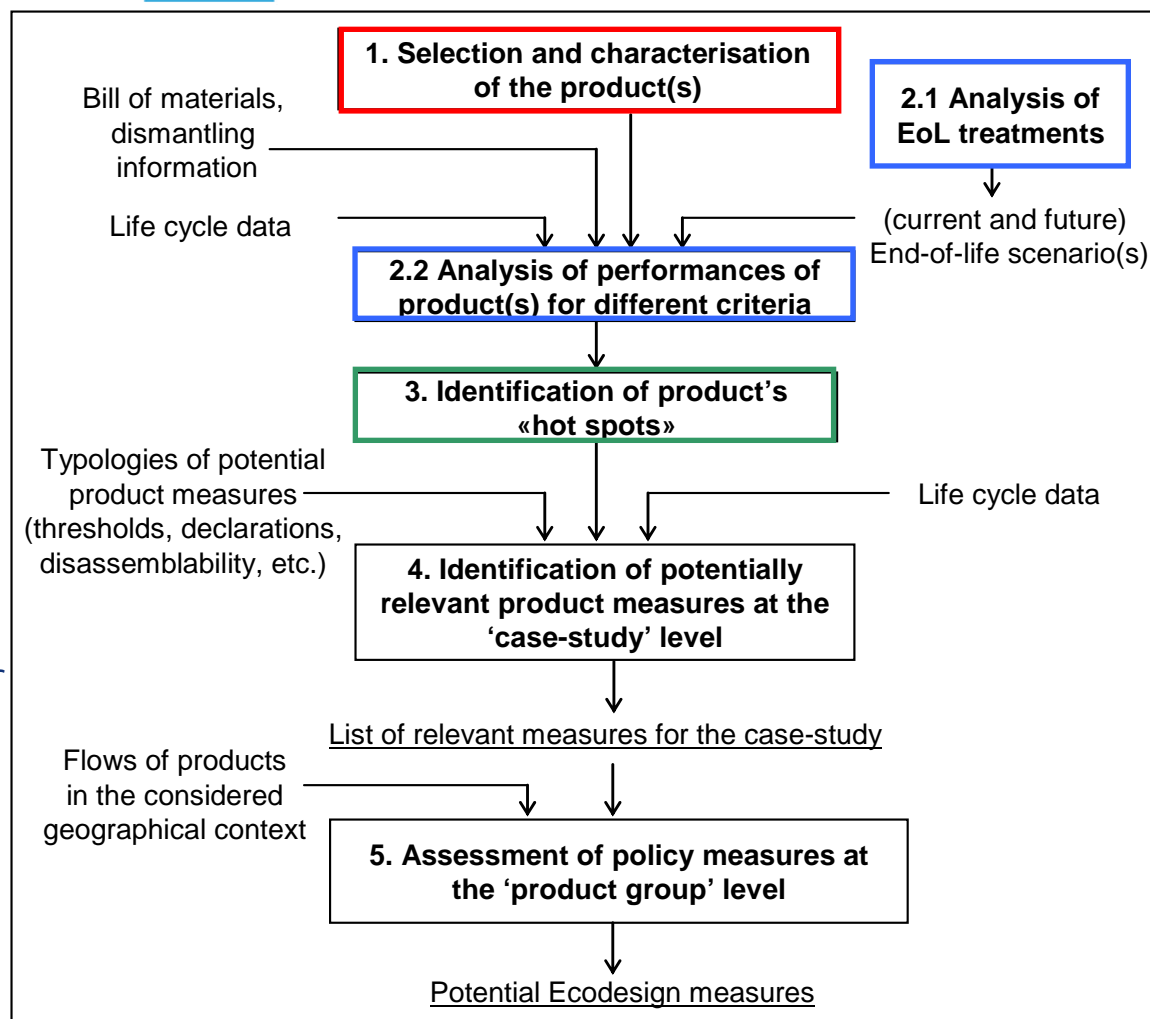 1. Selection and characterisation
of the product(s)
Bill of materials,
dismantling
information
2.1 Analysis of
EoL treatments
Life cycle data
(current and future)
End-of-life scenario(s)
2.2 Analysis of performances of
product(s) for different criteria
3. Identification of product’s
«hot spots»
Typologies of potential
product measures
(thresholds, declarations,
disassemblability, etc.)
Life cycle data
4. Identification of potentially
relevant product measures at the
‘case-study’ level
List of relevant measures for the case-study
Flows of products
in the considered
geographical context
5. Assessment of policy measures at
the ‘product group’ level
Potential Ecodesign measures